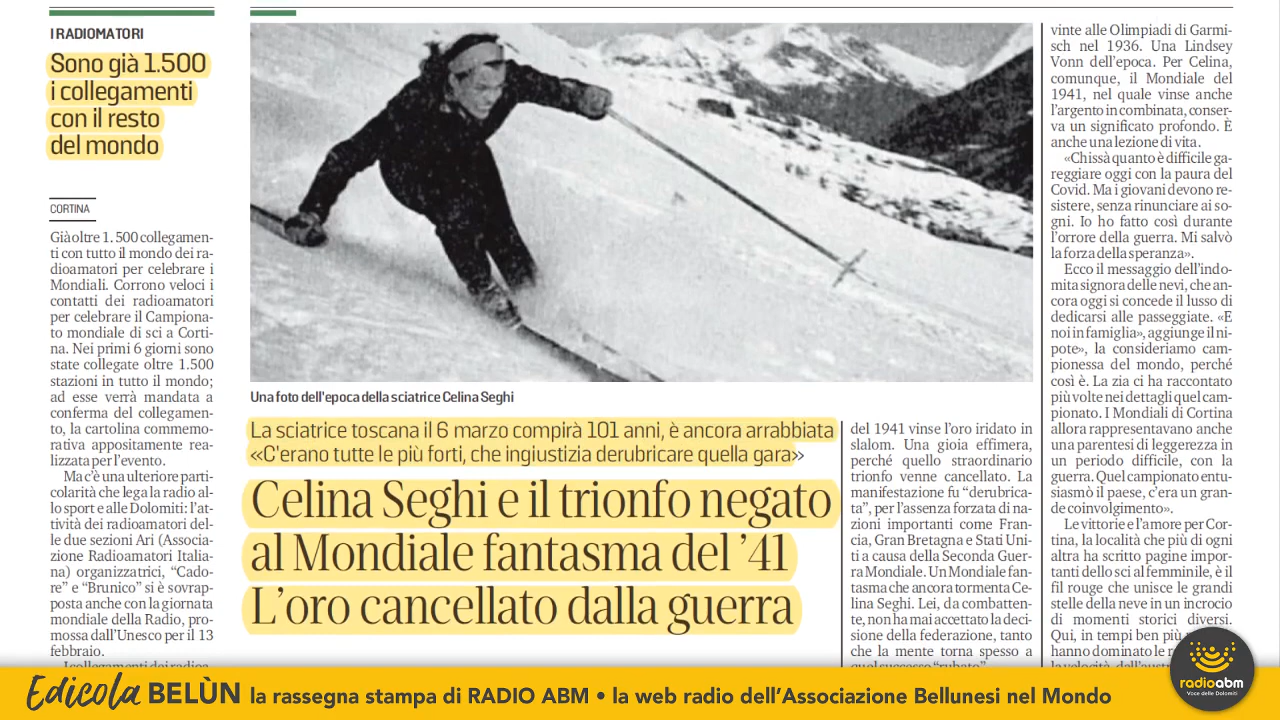 I RADIOMATORI
Sono già 1.500
i collegamenti
con il resto
del mondo
CORTINA
Già oltre 1.500 collegamen-
ti con tutto il mondo dei ra-
dioamatori per celebrare i
Mondiali. Corrono veloci i
contatti dei radioamatori
per celebrare il Campiona-
to mondiale di sci a Corti-
na. Nei primi 6 giorni sono
state collegate oltre 1.500
stazioni in tutto il mondo;
ad esse verrà mandata a
conferma del collegamen-
to, la cartolina commemo-
rativa appositamente rea-
lizzata per l'evento.
Ma c'è una ulteriore parti-
colarità che lega la radio al-
lo sport e alle Dolomiti: l'at-
tività dei radioamatori del-
le due sezioni Ari (Associa-
zione Radioamatori Italia-
na) organizzatrici, “Cado-
re” e “Brunico” si è sovrap-
posta anche con la giornata
mondiale della Radio, pro-
mossa dall'Unesco per il 13
febbraio.
I collegamenti dei radioa-
Una foto dell'epoca della sciatrice Celina Seghi
La sciatrice toscana il 6 marzo compirà 101 anni, è ancora arrabbiata
«C'erano tutte le più forti, che ingiustizia derubricare quella gara»
Celina Seghi e il trionfo negato
al Mondiale fantasma del ’41
L’oro cancellato dalla guerra
del 1941 vinse l'oro iridato in
slalom. Una gioia effimera,
perché quello straordinario
trionfo venne cancellato. La
manifestazione fu “derubrica-
ta”, per l'assenza forzata di na-
zioni importanti come Fran-
cia, Gran Bretagna e Stati Uni-
ti a causa della Seconda Guer-
ra Mondiale. Un Mondiale fan-
tasma che ancora tormenta Ce-
lina Seghi. Lei, da combatten-
te, non ha mai accettato la deci-
sione della federazione, tanto
che la mente torna spesso a
quel successo “rubato”.
vinte alle Olimpiadi di Garmi-
sch nel 1936. Una Lindsey
Vonn dell'epoca. Per Celina,
comunque, il Mondiale del
1941, nel quale vinse anche
l'argento in combinata, conser-
va un significato profondo. È
anche una lezione di vita.
«Chissà quanto è difficile ga-
reggiare oggi con la paura del
Covid. Ma i giovani devono re-
sistere, senza rinunciare ai so-
gni. Io ho fatto così durante
l'orrore della guerra. Mi salvò
la forza della speranza».
Ecco il messaggio dell'indo-
mita signora delle nevi, che an-
cora oggi si concede il lusso di
dedicarsi alle passeggiate. «E
noi in famiglia», aggiunge il ni-
pote», la consideriamo cam-
pionessa del mondo, perché
così è. La zia ci ha raccontato
più volte nei dettagli quel cam-
pionato. I Mondiali di Cortina
allora rappresentavano anche
una parentesi di leggerezza in
un periodo difficile, con la
guerra. Quel campionato entu-
siasmò il paese, c'era un gran-
de coinvolgimento».
Le vittorie e l'amore per Cor-
tina, la località che più di ogni
altra ha scritto pagine impor-
tanti dello sci al femminile, è il
fil rouge che unisce le grandi
stelle della neve in un incrocio
di momenti storici diversi.
Qui, in tempi ben più
hanno dominato le
la velocità, dall'aust
Edicola BELÙN la rassegna stampa di RADIO ABM • la web radio dell’Associazione Bellunesi nel Mondo
radioabm
Voce delle Dolomiti